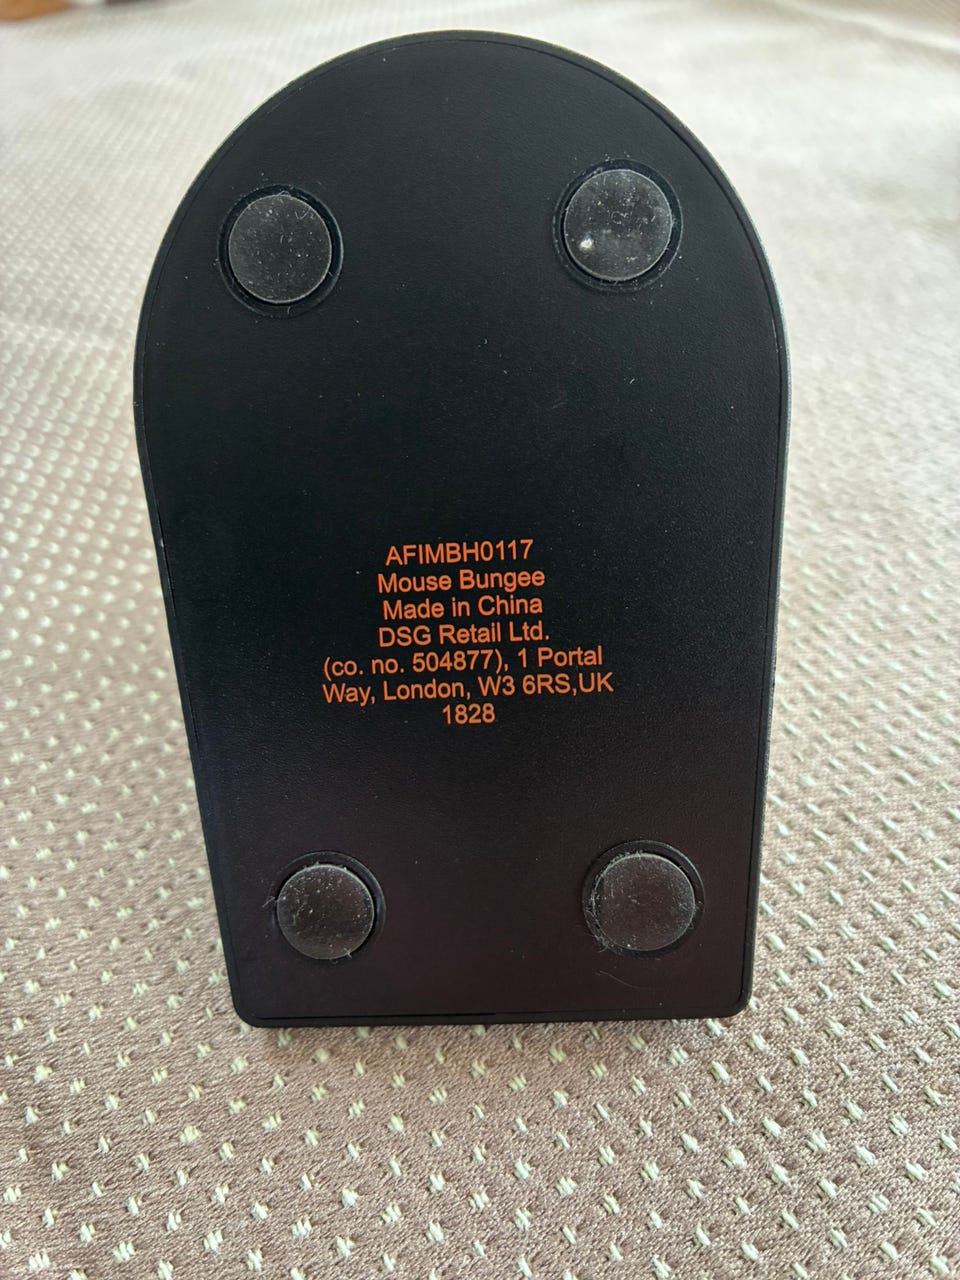 AFIMBH0117
Mouse Bungee
Made in China
DSG Retail Ltd.
(co. no. 504877), 1 Portal
Way, London, W3 6RS,UK
1828